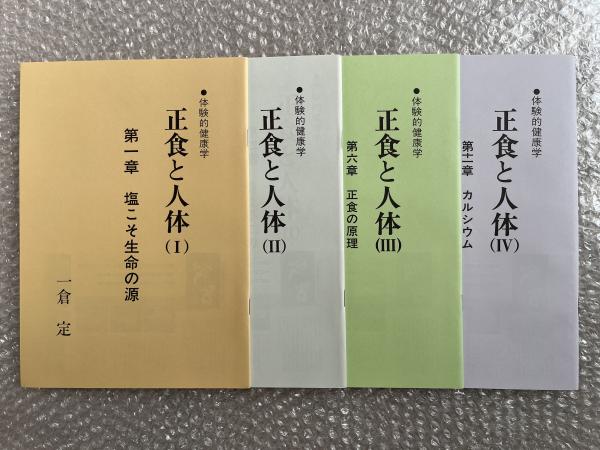 ●体験的健康学
正食と人体(I)
第一章 塩こそ生命の源
一倉 定
●体験的健康学
正食と人体(II)
●体験的健康学
正食と人体(III)
第六章 正食の原理
●体験的健康学
正食と人体(IV)
第十一章 カルシウム